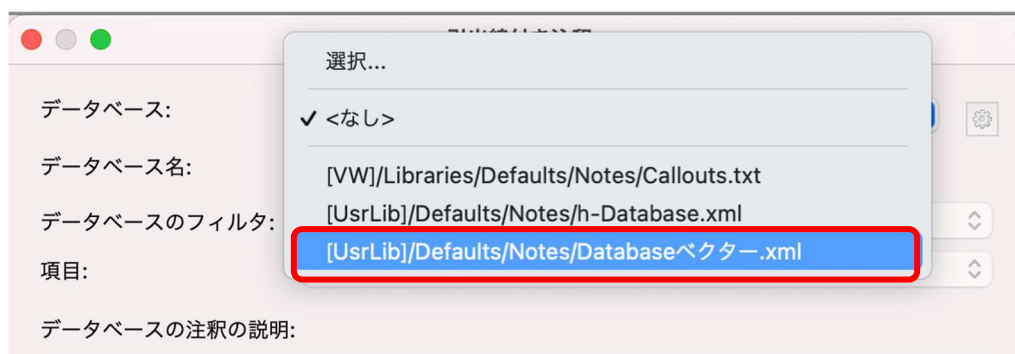 選択...
データベース:
✓ <なし>
データベース名:
[VW]/Libraries/Defaults/Notes/Callouts.txt
[UsrLib]/Defaults/Notes/h-Database.xml
データベースのフィルタ:
[UsrLib]/Defaults/Notes/Databaseベクター.xml
項目:
データベースの注釈の説明: